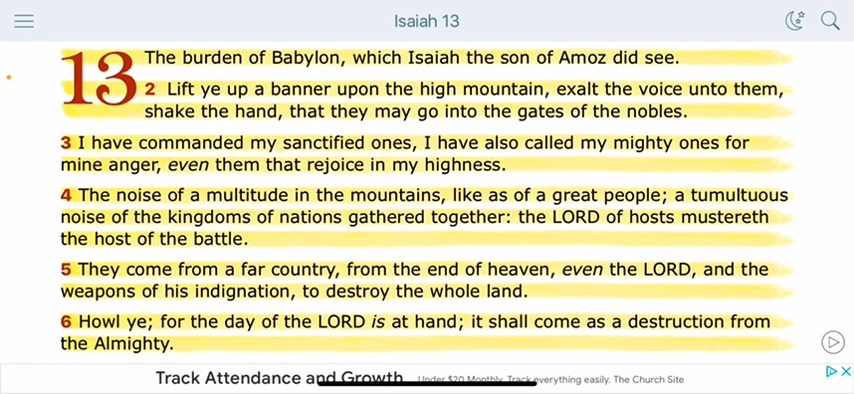 Isaiah 13
13 The burden of Babylon, which Isaiah the son of Amoz did see.
2 Lift ye up a banner upon the high mountain, exalt the voice unto them,
shake the hand, that they may go into the gates of the nobles.
3 I have commanded my sanctified ones, I have also called my mighty ones for
mine anger, even them that rejoice in my highness.
4 The noise of a multitude in the mountains, like as of a great people; a tumultuous
noise of the kingdoms of nations gathered together: the LORD of hosts mustereth
the host of the battle.
5 They come from a far country, from the end of heaven, even the LORD, and the
weapons of his indignation, to destroy the whole land.
6 Howl ye; for the day of the LORD is at hand; it shall come as a destruction from
the Almighty.
Track Attendance and Growth Under $20 Monthly. Track everything easily. The Church Site